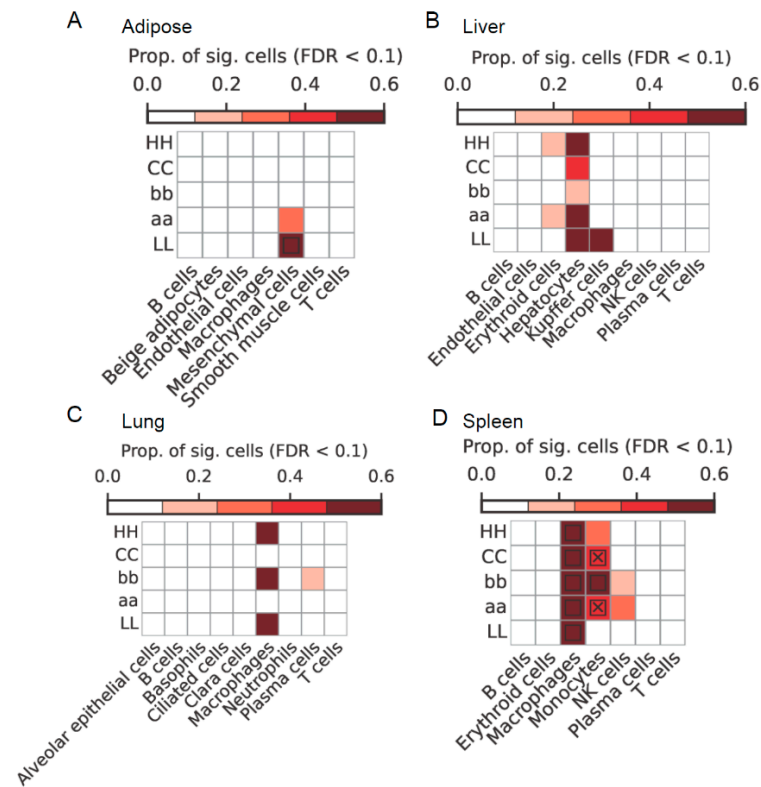 A Adipose
Prop. of sig. cells (FDR < 0.1)
0.0 0.2 0.4 0.6
HH
CC
bb
aa
LL
B cells
Beige adipocytes
Endothelial cells
Macrophages
Mesenchymal cells
Smooth muscle cells
T cells
B Liver
Prop. of sig. cells (FDR < 0.1)
0.0 0.2 0.4 0.6
HH
CC
bb
aa
LL
B cells
Endothelial cells
Erythroid cells
Hepatocytes
Kupffer cells
Macrophages
NK cells
Plasma cells
T cells
C Lung
Prop. of sig. cells (FDR < 0.1)
0.0 0.2 0.4 0.6
HH
CC
bb
aa
LL
Alveolar epithelial cells
B cells
Basophils
Ciliated cells
Clara cells
Macrophages
Neutrophils
Plasma cells
T cells
D Spleen
Prop. of sig. cells (FDR < 0.1)
0.0 0.2 0.4 0.6
HH
CC
bb
aa
LL
B cells
Erythroid cells
Macrophages
Monocytes
NK cells
Plasma cells
T cells